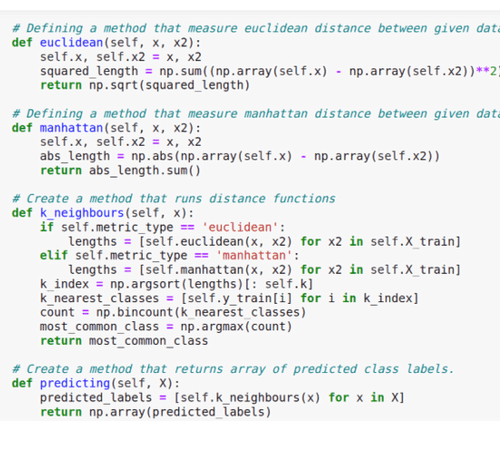 # Defining a method that measure euclidean distance between given
def euclidean(self, x, x2):
self.x, self.x2 = x, x2
squared_length = np.sum((np.array(self.x) - np.array(self.x2))**2
return np.sqrt(squared_length)
# Defining a method that measure manhattan distance between given
def manhattan(self, x, x2):
self.x, self.x2 = x, x2
abs_length = np.abs(np.array(self.x) - np.array(self.x2))
return abs_length.sum()
# Create a method that runs distance functions
def k_neighbours(self, x):
if self.metric_type == 'euclidean':
lengths = [self.euclidean(x, x2) for x2 in self.X_train]
elif self.metric_type == 'manhattan':
lengths = [self.manhattan(x, x2) for x2 in self.X_train]
k_index = np.argsort(lengths)[: self.k]
k_nearest_classes = [self.y_train[i] for i in k_index]
count = np.bincount(k_nearest_classes)
most_common_class = np.argmax(count)
return most_common_class
# Create a method that returns array of predicted class labels.
def predicting(self, X):
predicted_labels = [self.k_neighbours(x) for x in X]
return np.array(predicted_labels)